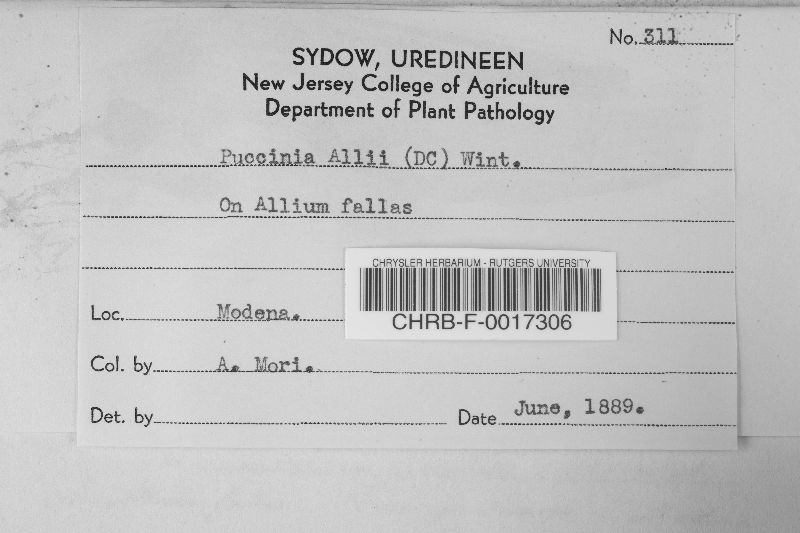 No. 311
SYDOW, UREDINEEN
New Jersey College of Agriculture
Department of Plant Pathology
Puccinia Allii (DC) Wint.
On Allium fallas
CHRYSLER HERBARIUM - RUTGERS UNIVERSITY
CHRB-F-0017306
Loc. Modena.
Col. by A. Mori.
Det. by Date June, 1889.